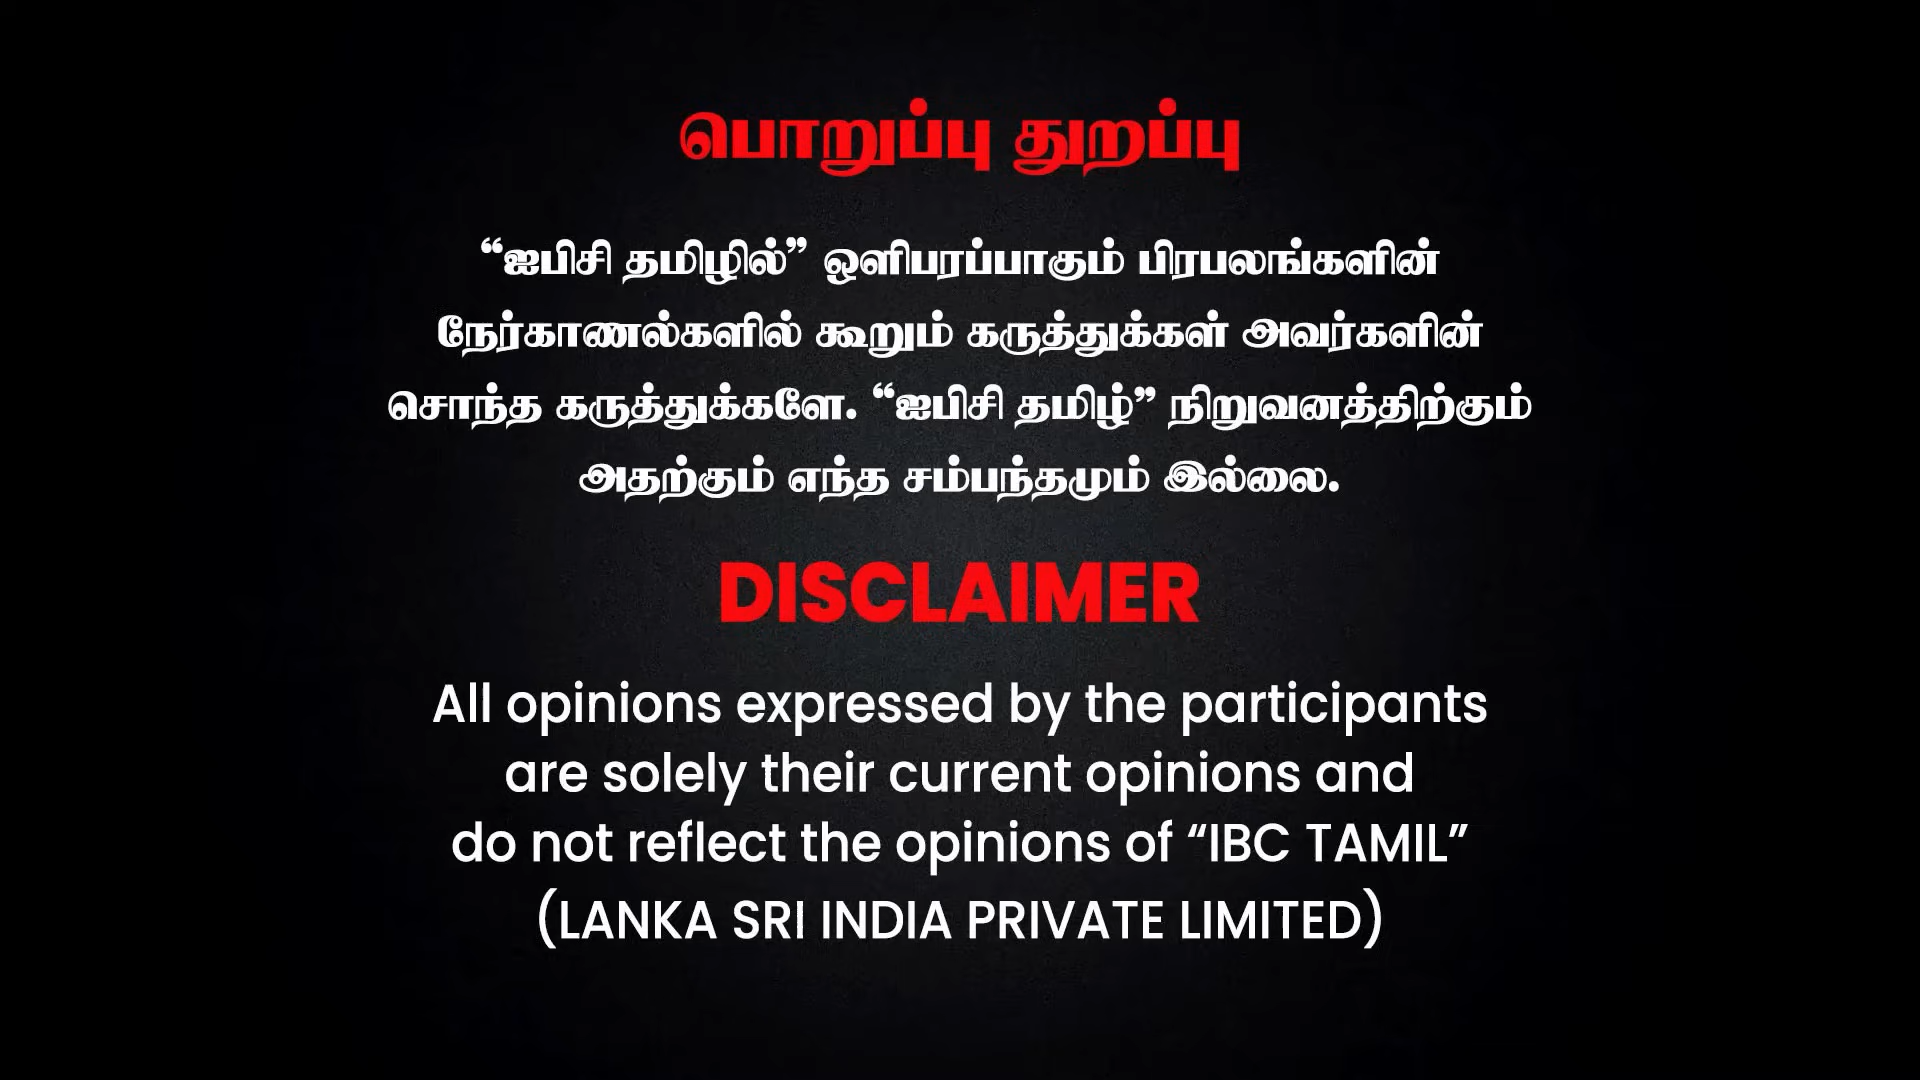 பொறுப்பு துறப்பு
“ஐபிசி தமிழில்” ஒளிபரப்பாகும் பிரபலங்களின்
நேர்காணல்களில் கூறும் கருத்துக்கள் அவர்களின்
சொந்த கருத்துக்களே. “ஐபிசி தமிழ்” நிறுவனத்திற்கும்
அதற்கும் எந்த சம்பந்தமும் இல்லை.
DISCLAIMER
All opinions expressed by the participants
are solely their current opinions and
do not reflect the opinions of “IBC TAMIL”
(LANKA SRI INDIA PRIVATE LIMITED)